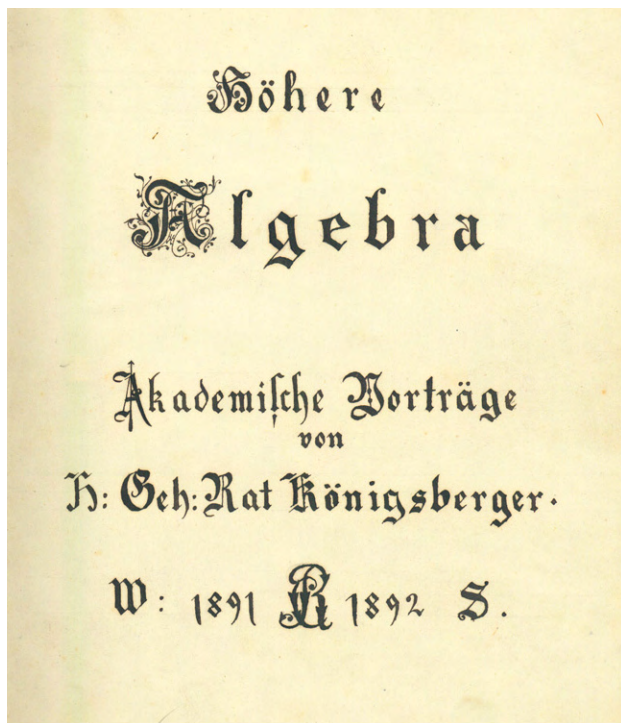 Höhere
Algebra
Akademiſche Vorträge
von
H: Geh: Rat Königsberger.
W: 1891 1892 S.